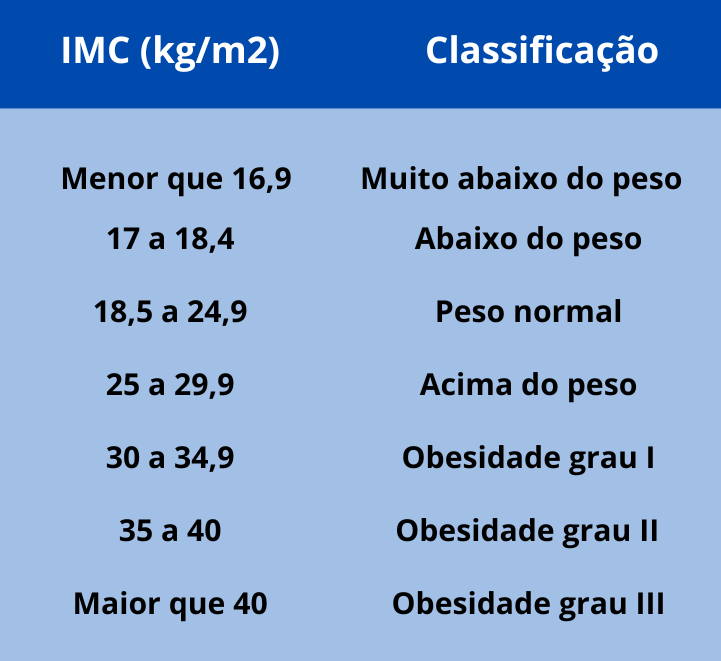 IMC (kg/m2) Classificação
Menor que 16,9 Muito abaixo do peso
17 a 18,4 Abaixo do peso
18,5 a 24,9 Peso normal
25 a 29,9 Acima do peso
30 a 34,9 Obesidade grau I
35 a 40 Obesidade grau II
Maior que 40 Obesidade grau III